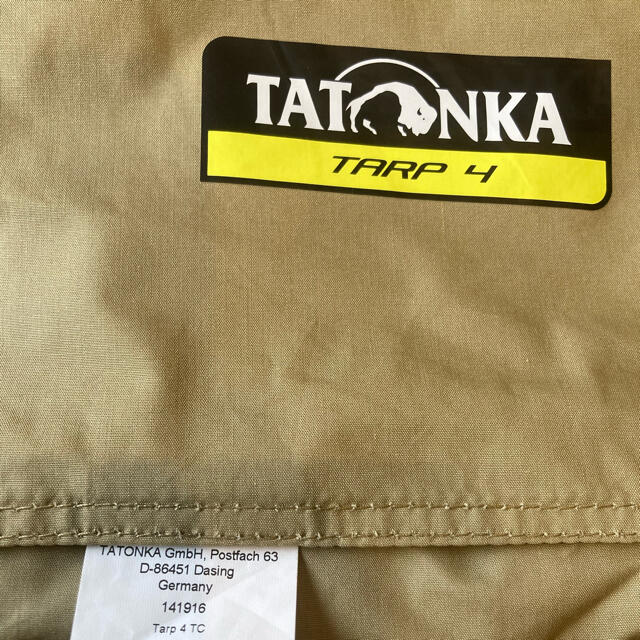 TATONKA
TARP 4
TATONKA GmbH, Postfach 63
D-86451 Dasing
Germany
141916
Tarp 4 TC